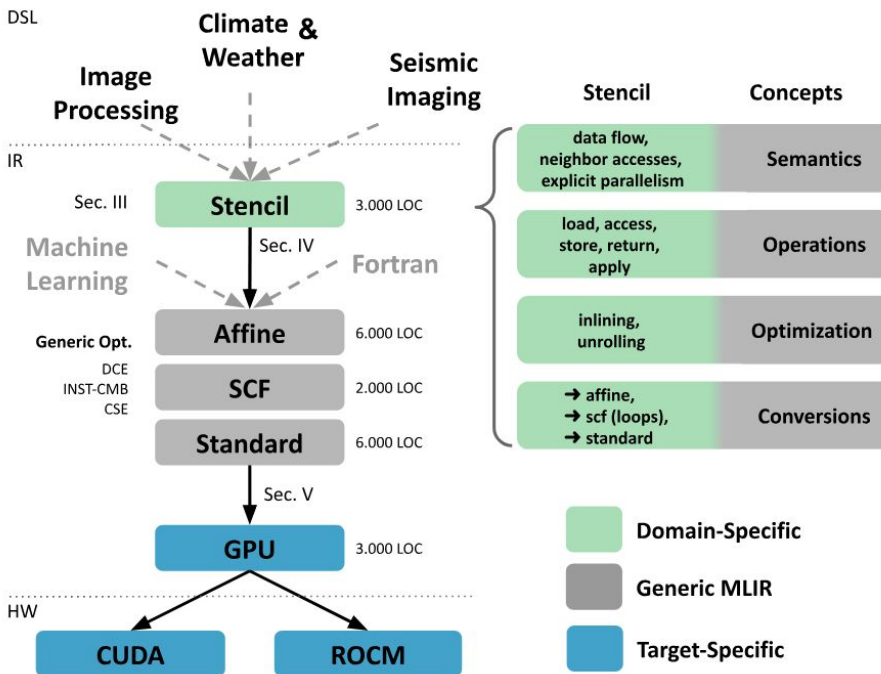 DSL
Climate &
Weather
Image
Processing
Seismic
Imaging
IR
Sec. III
Stencil
3.000 LOC
Sec. IV
Machine
Learning
Fortran
Affine
6.000 LOC
Generic Opt.
DCE
INST-CMB
CSE
SCF
2.000 LOC
Standard
6.000 LOC
Sec. V
GPU
3.000 LOC
HW
CUDA
ROCM
Stencil
Concepts
data flow,
neighbor accesses,
explicit parallelism
Semantics
load, access,
store, return,
apply
Operations
inlining,
unrolling
Optimization
➔ affine,
➔ scf (loops),
➔ standard
Conversions
Domain-Specific
Generic MLIR
Target-Specific